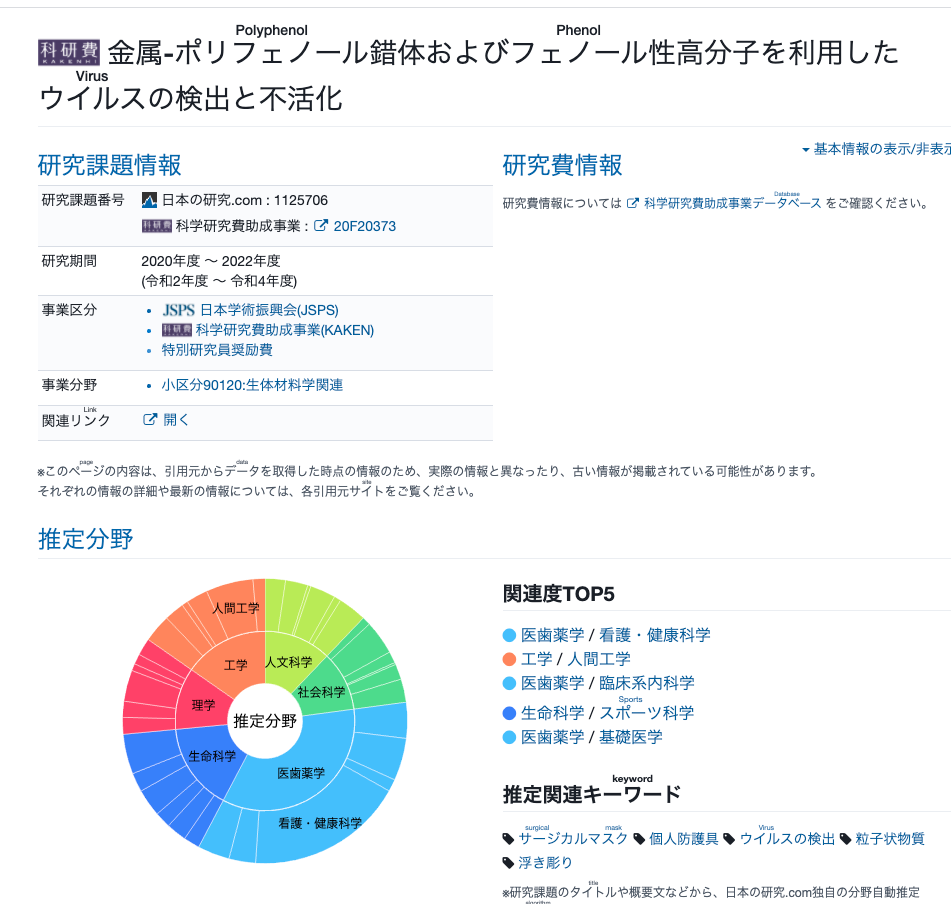 Polyphenol Phenol
科研費 KAKENHI 金属-ポリフェノール錯体およびフェノール性高分子を利用した
Virus
ウイルスの検出と不活化
基本情報の表示/非表示
研究課題情報
研究課題番号 日本の研究.com : 1125706
科研費 科学研究費助成事業 : 20F20373
研究期間 2020年度 〜 2022年度
(令和2年度 〜 令和4年度)
事業区分 JSPS 日本学術振興会(JSPS)
科研費 科学研究費助成事業(KAKEN)
特別研究員奨励費
事業分野 小区分90120:生体材料学関連
Link
関連リンク 開く
研究費情報
Database
研究費情報については 科学研究費助成事業データベース をご確認ください。
page data
※このページの内容は、引用元からデータを取得した時点の情報のため、実際の情報と異なったり、古い情報が掲載されている可能性があります。
site
それぞれの情報の詳細や最新の情報については、各引用元サイトをご覧ください。
推定分野
人間工学
工学
人文科学
社会科学
理学
推定分野
生命科学
医歯薬学
看護・健康科学
関連度TOP5
医歯薬学 / 看護・健康科学
工学 / 人間工学
医歯薬学 / 臨床系内科学
Sports
生命科学 / スポーツ科学
医歯薬学 / 基礎医学
keyword
推定関連キーワード
surgical mask Virus
サージカルマスク 個人防護具 ウイルスの検出 粒子状物質
浮き彫り
title
※研究課題のタイトルや概要文などから、日本の研究.com独自の分野自動推定
algorithm